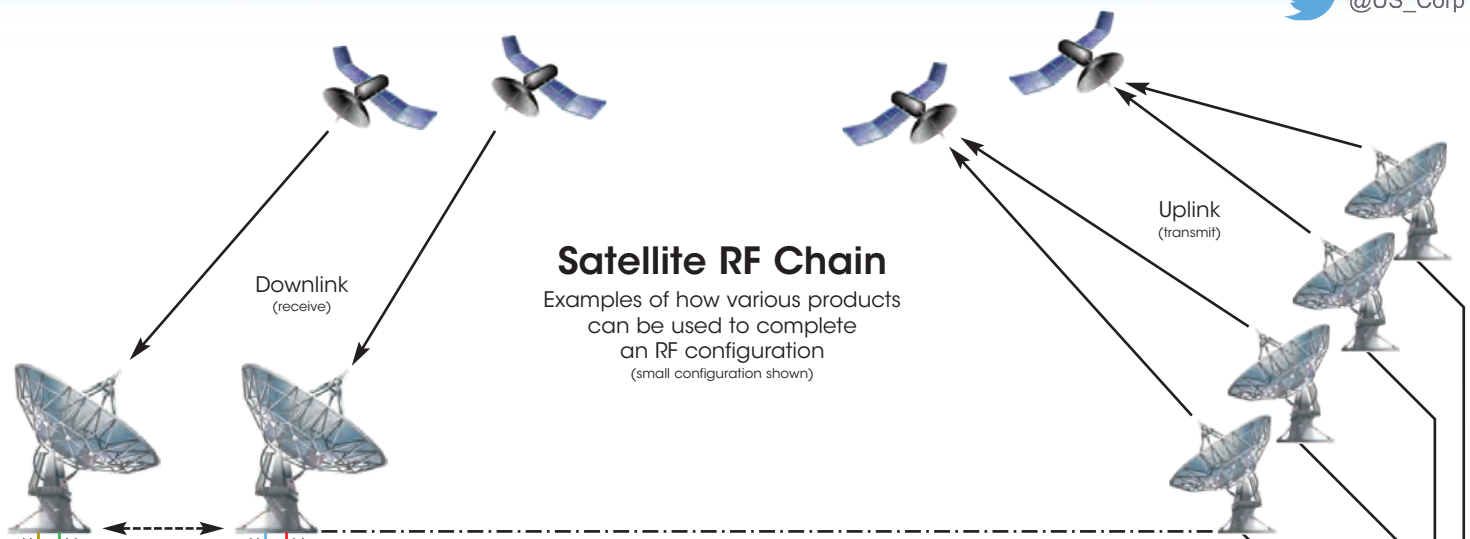 @US_Corp
Downlink
(receive)
Satellite RF Chain
Examples of how various products
can be used to complete
an RF configuration
(small configuration shown)
Uplink
(transmit)